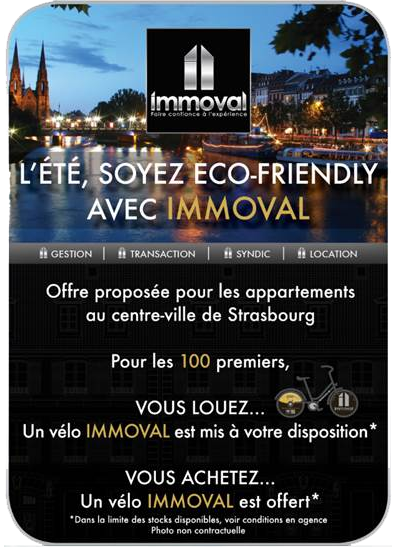 immoval
Faire confiance à l'expérience
L'ÉTÉ, SOYEZ ECO-FRIENDLY
AVEC IMMOVAL
GESTION | TRANSACTION | SYNDIC | LOCATION
Offre proposée pour les appartements
au centre-ville de Strasbourg
Pour les 100 premiers,
VOUS LOUEZ...
Un vélo IMMOVAL est mis à votre disposition*
VOUS ACHETEZ...
Un vélo IMMOVAL est offert*
*Dans la limite des stocks disponibles, voir conditions en agence
Photo non contractuelle